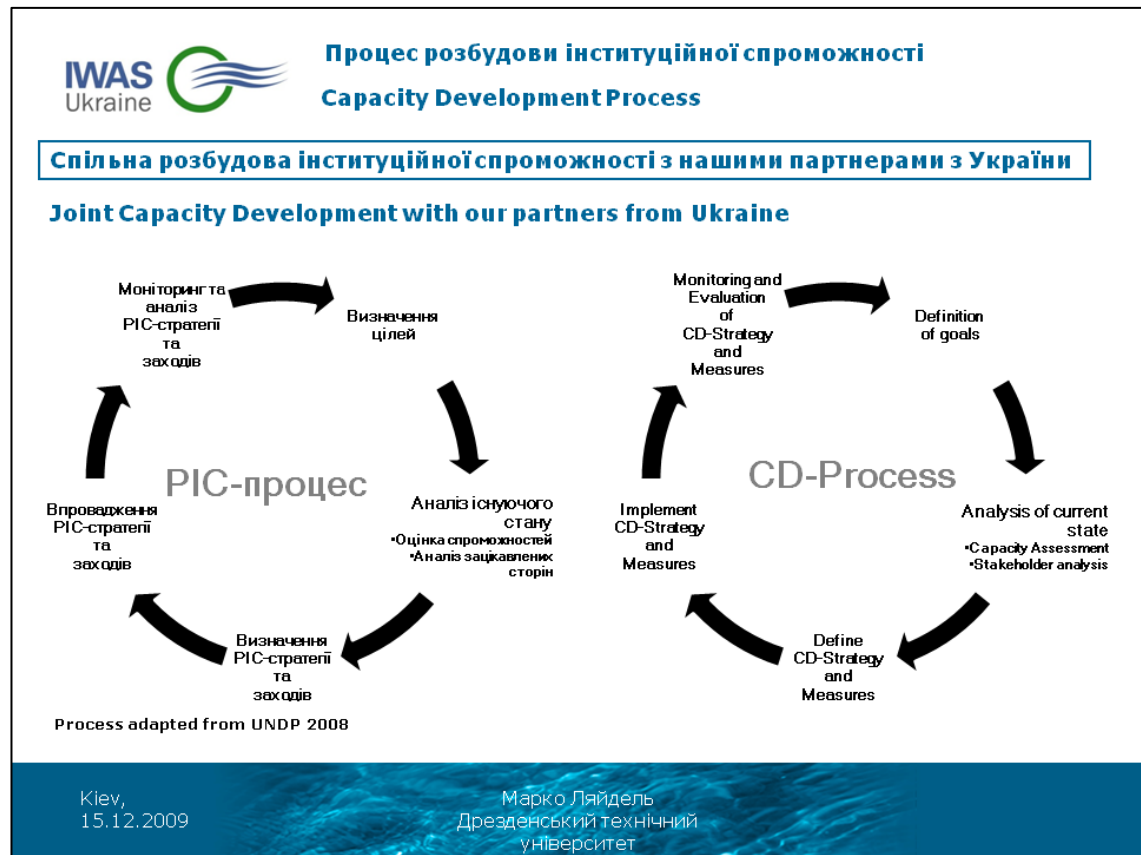 IWAS
Ukraine
Процес розбудови інституційної спроможності
Capacity Development Process
Спільна розбудова інституційної спроможності з нашими партнерами з України
Joint Capacity Development with our partners from Ukraine
Моніторинг та
аналіз
РІС-стратегії
та
заходів
Визначення
цілей
РІС-процес
Аналіз існуючого
стану
•Оцінка спроможностей
•Аналіз зацікавлених
сторін
Визначення
РІС-стратегії
та
заходів
Впровадження
РІС-стратегії
та
заходів
Monitoring and
Evaluation
of
CD-Strategy
and
Measures
Definition
of goals
CD-Process
Analysis of current
state
•Capacity Assessment
•Stakeholder analysis
Define
CD-Strategy
and
Measures
Implement
CD-Strategy
and
Measures
Process adapted from UNDP 2008
Kiev,
15.12.2009
Марко Ляйдель
Дрезденський технічний
університет